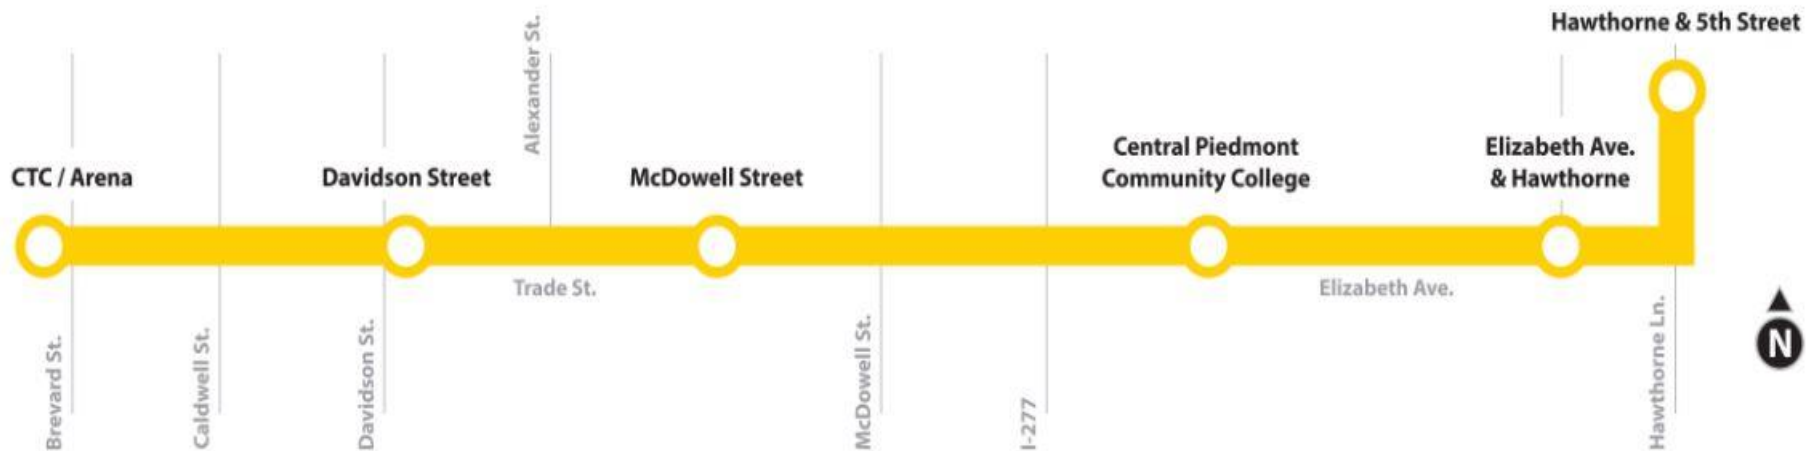 Hawthorne & 5th Street
Alexander St.
CTC / Arena
Davidson Street
McDowell Street
Central Piedmont
Community College
Elizabeth Ave.
& Hawthorne
Trade St.
Elizabeth Ave.
Brevard St.
Caldwell St.
Davidson St.
McDowell St.
I-277
Hawthorne Ln.
N